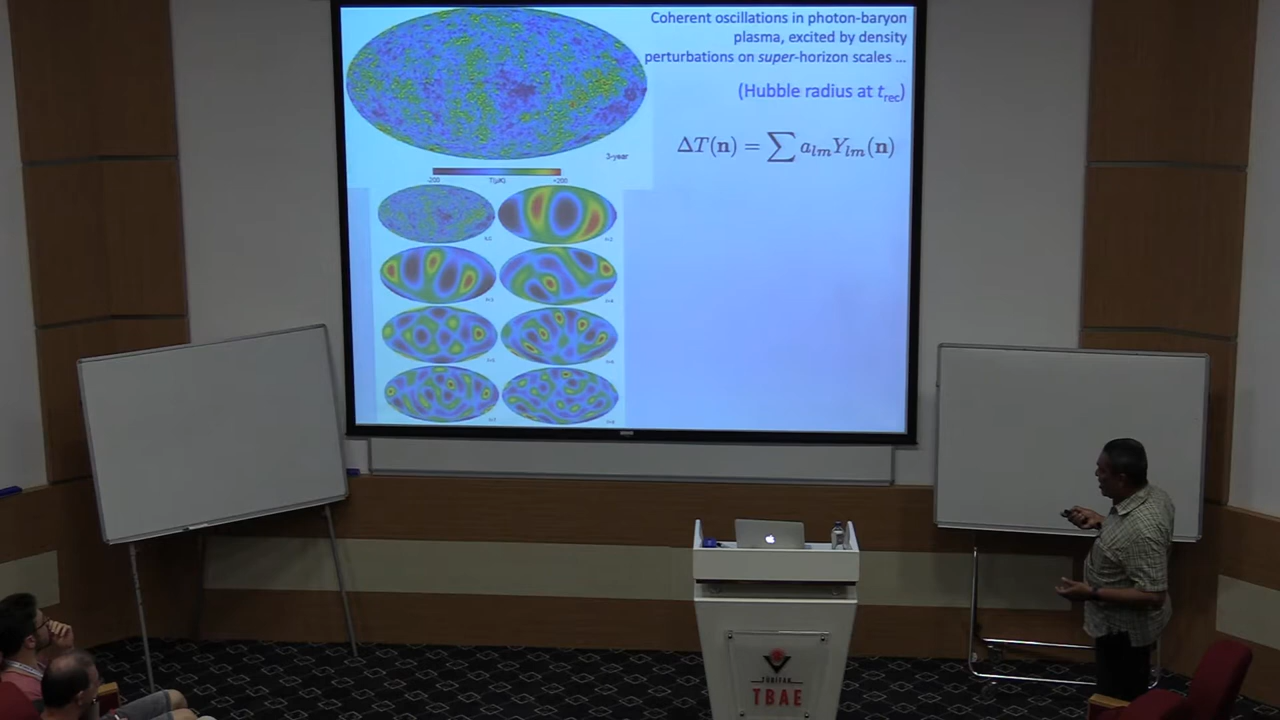 Coherent oscillations in photon-baryon
plasma, excited by density
perturbations on super-horizon scales ...
(Hubble radius at t_rec)
ΔT(n) = ∑ a_lm Y_lm(n)
3-year
-200 T(μK) +200
TÜBİTAK
TBAE